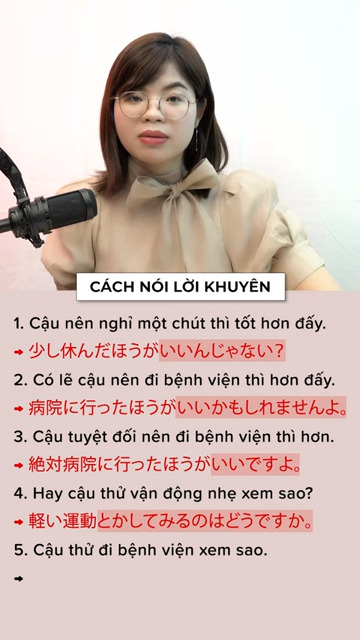 CÁCH NÓI LỜI KHUYÊN
1. Cậu nên nghỉ một chút thì tốt hơn đấy.
➜ 少し休んだほうがいいんじゃない？
2. Có lẽ cậu nên đi bệnh viện thì hơn đấy.
➜ 病院に行ったほうがいいかもしれませんよ。
3. Cậu tuyệt đối nên đi bệnh viện thì hơn.
➜ 絶対病院に行ったほうがいいですよ。
4. Hay cậu thử vận động nhẹ xem sao?
➜ 軽い運動とかしてみるのはどうですか。
5. Cậu thử đi bệnh viện xem sao.
➜